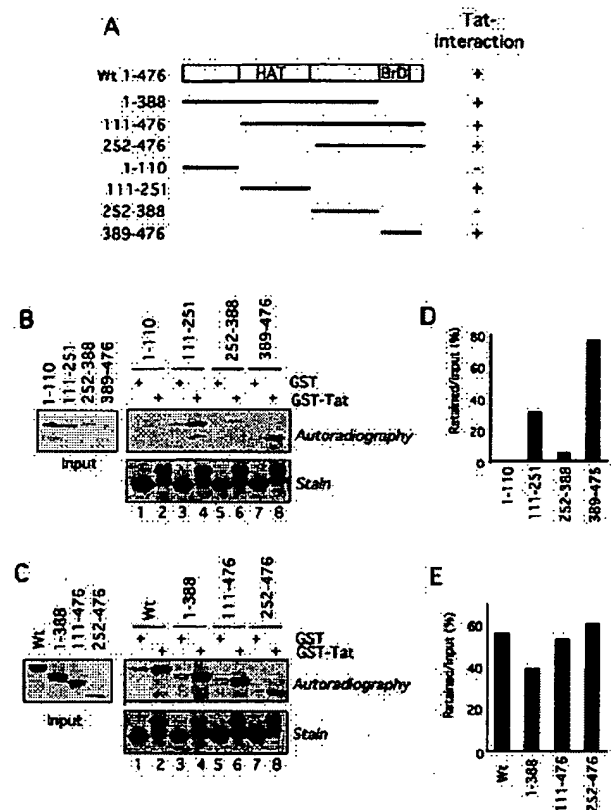 A
Tat-
interaction
Wt 1-476 HAT BrD +
1-388 +
111-476 +
252-476 +
1-110 -
111-251 +
252-388 -
389-476 +
B
1-110 111-251 252-388 389-476
1-110 111-251 252-388 389-476
+ + + + GST
+ + + + GST-Tat
Autoradiography
Input
Stain
1 2 3 4 5 6 7 8
D
Retained/Input (%)
80
60
40
20
0
1-110 111-251 252-388 389-475
C
Wt 1-388 111-476 252-476
Wt 1-388 111-476 252-476
+ + + + GST
+ + + + GST-Tat
Autoradiography
Input
Stain
1 2 3 4 5 6 7 8
E
Retained/Input (%)
60
40
20
0
Wt 1-388 111-476 252-476